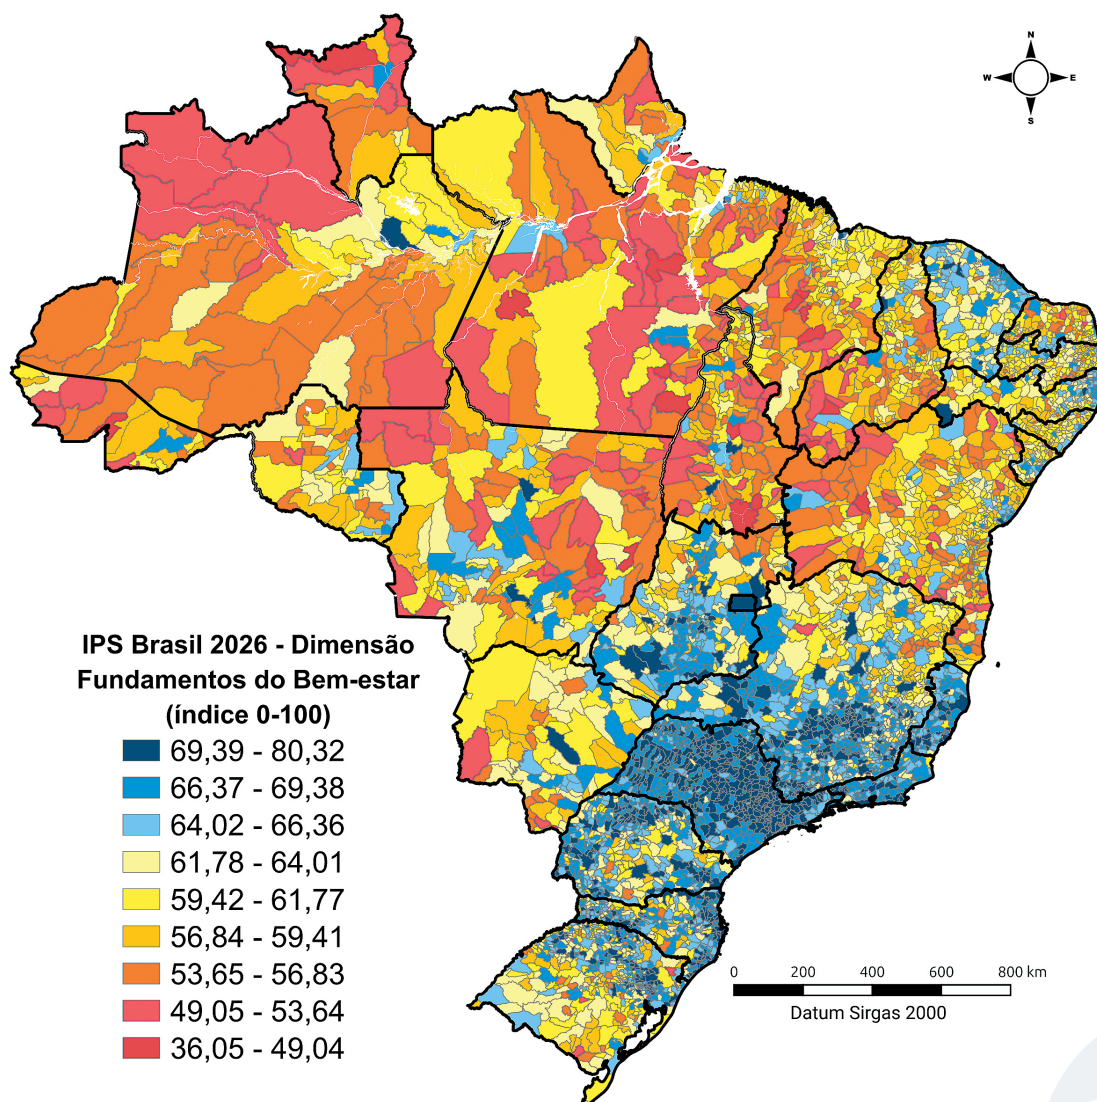 N
W E
S
IPS Brasil 2026 - Dimensão
Fundamentos do Bem-estar
(índice 0-100)
69,39 - 80,32
66,37 - 69,38
64,02 - 66,36
61,78 - 64,01
59,42 - 61,77
56,84 - 59,41
53,65 - 56,83
49,05 - 53,64
36,05 - 49,04
0 200 400 600 800 km
Datum Sirgas 2000